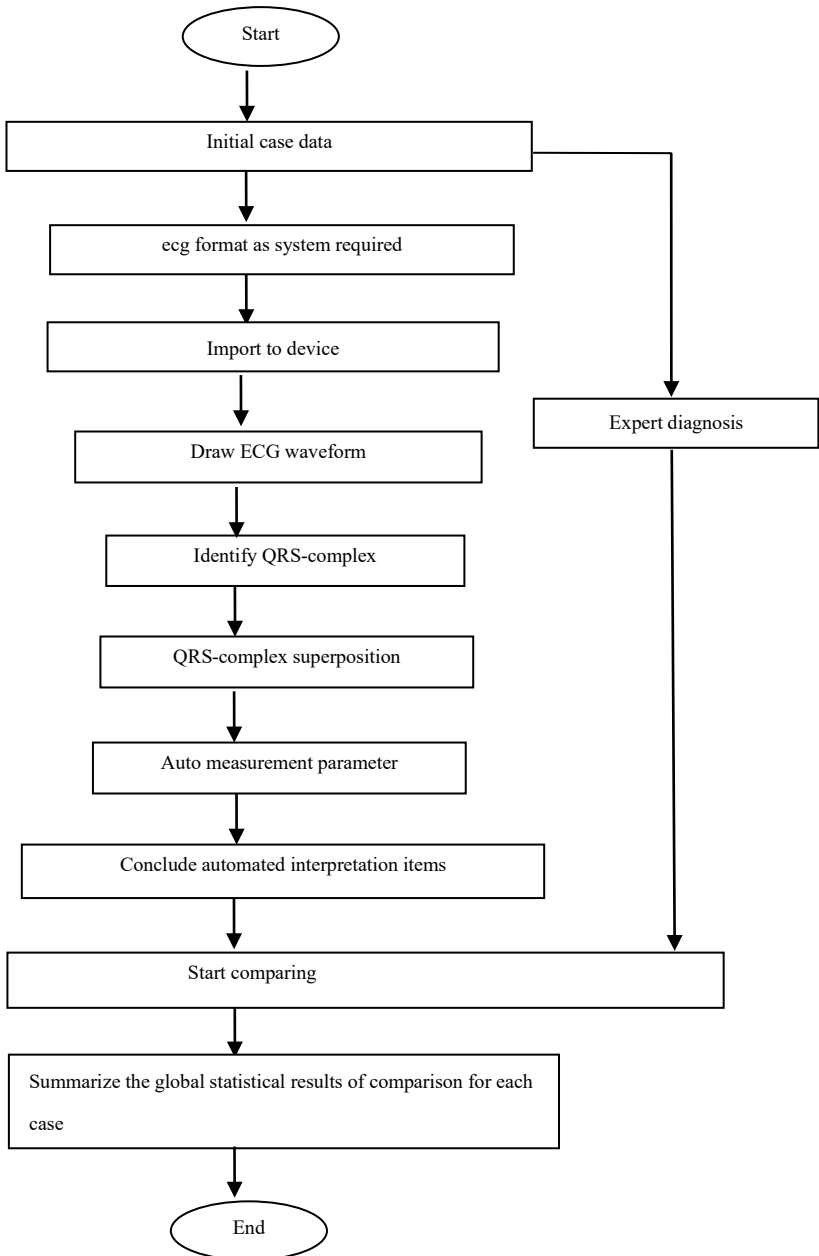 Start
Initial case data
ecg format as system required
Import to device
Expert diagnosis
Draw ECG waveform
Identify QRS-complex
QRS-complex superposition
Auto measurement parameter
Conclude automated interpretation items
Start comparing
Summarize the global statistical results of comparison for each
case
End